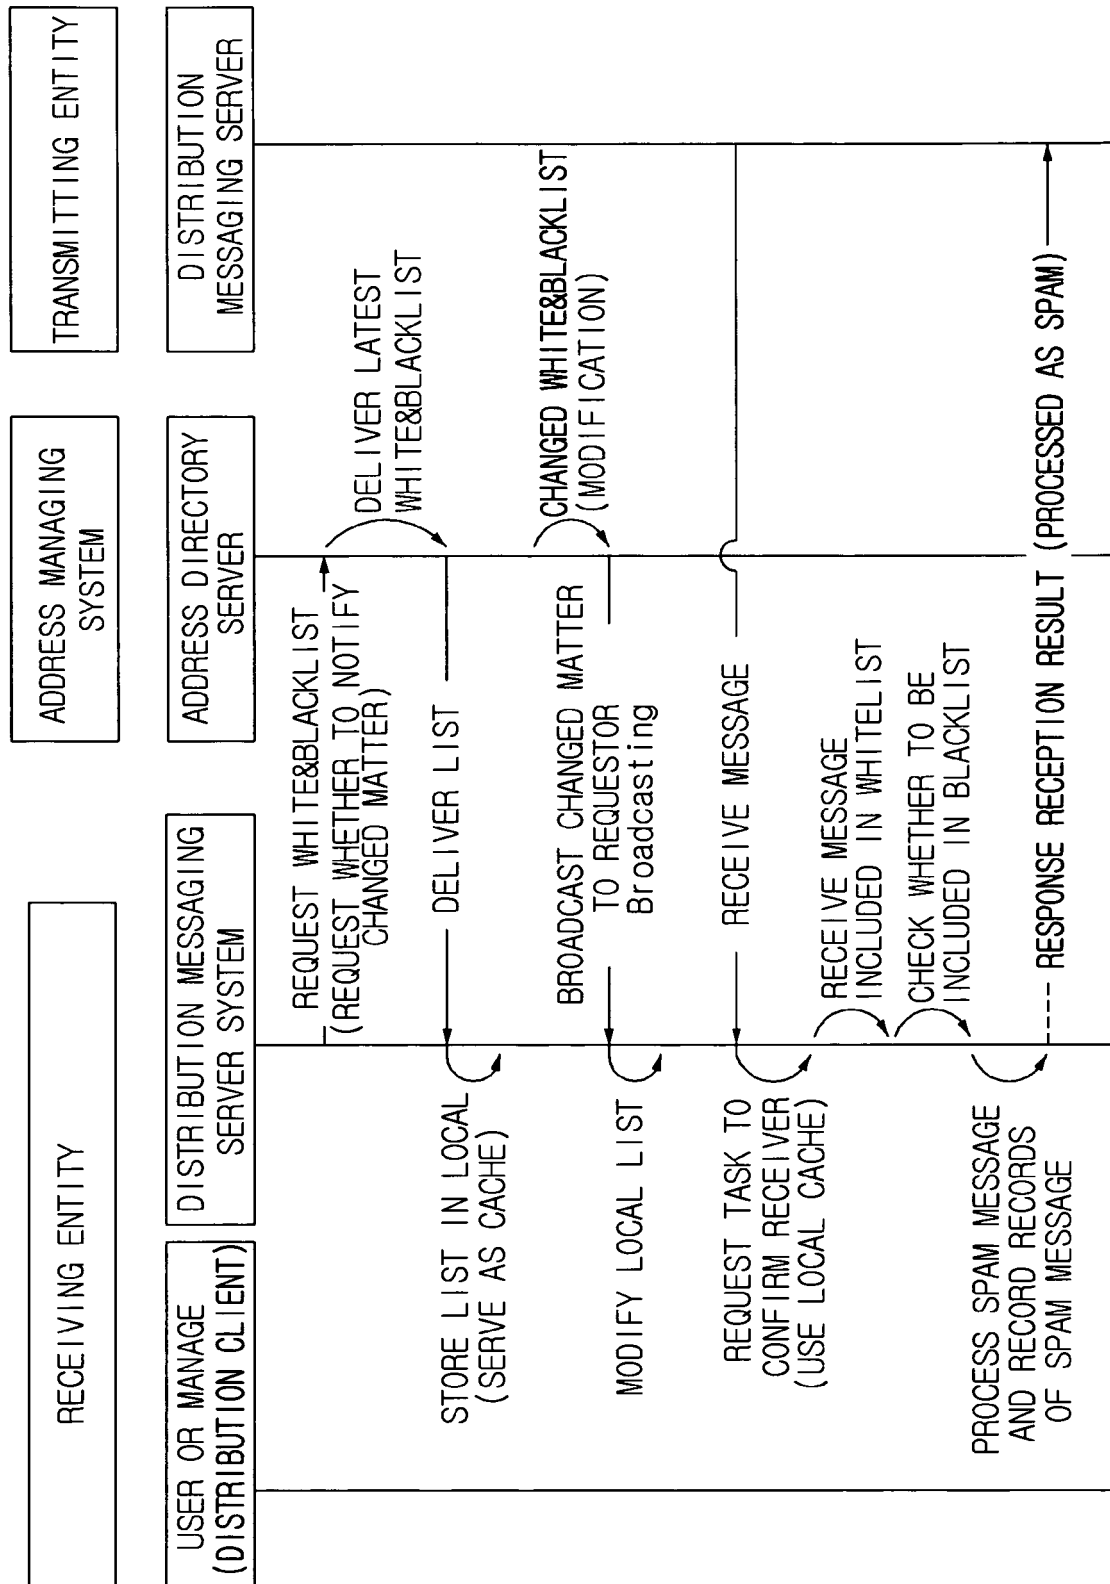 RECEIVING ENTITY
ADDRESS MANAGING
SYSTEM
TRANSMITTING ENTITY
USER OR MANAGE
(DISTRIBUTION CLIENT)
DISTRIBUTION MESSAGING
SERVER SYSTEM
ADDRESS DIRECTORY
SERVER
DISTRIBUTION
MESSAGING SERVER
REQUEST WHITE&BLACKLIST
(REQUEST WHETHER TO NOTIFY
CHANGED MATTER)
DELIVER LATEST
WHITE&BLACKLIST
DELIVER LIST
STORE LIST IN LOCAL
(SERVE AS CACHE)
CHANGED WHITE&BLACKLIST
(MODIFICATION)
BROADCAST CHANGED MATTER
TO REQUESTOR
Broadcasting
MODIFY LOCAL LIST
RECEIVE MESSAGE
REQUEST TASK TO
CONFIRM RECEIVER
(USE LOCAL CACHE)
RECEIVE MESSAGE
INCLUDED IN WHITELIST
CHECK WHETHER TO BE
INCLUDED IN BLACKLIST
PROCESS SPAM MESSAGE
AND RECORD RECORDS
OF SPAM MESSAGE
RESPONSE RECEPTION RESULT (PROCESSED AS SPAM)